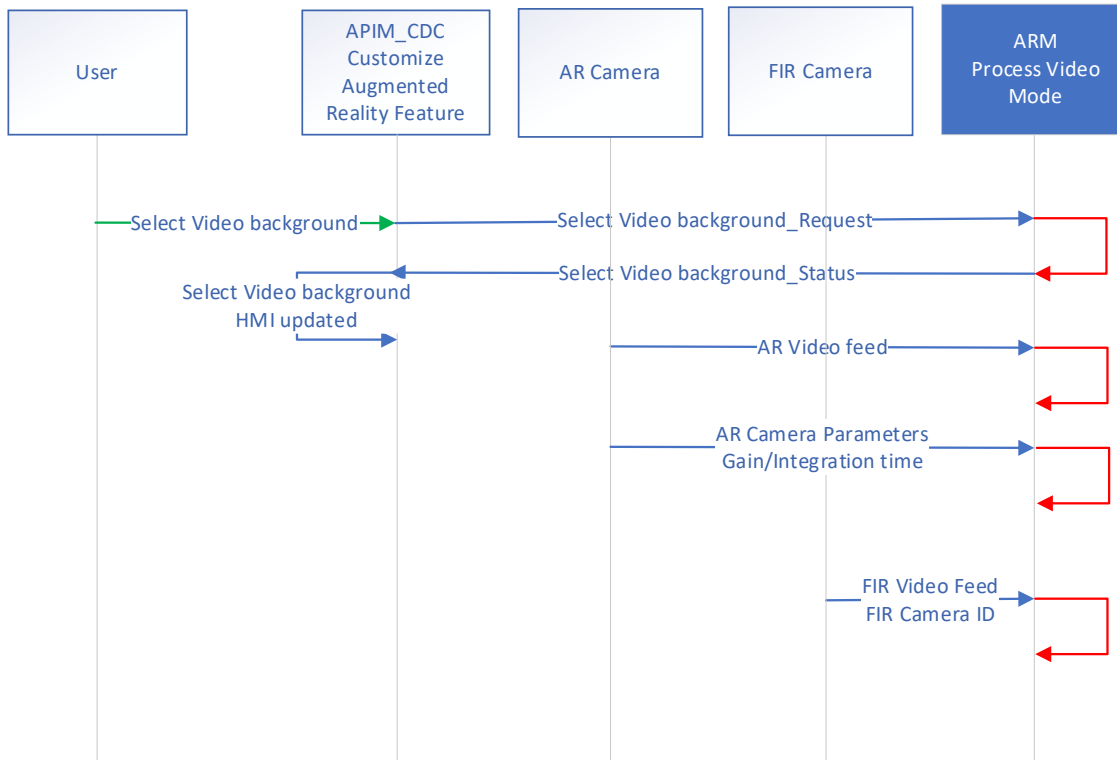 User
APIM_CDC
Customize
Augmented
Reality Feature
AR Camera
FIR Camera
ARM
Process Video
Mode
Select Video background
Select Video background_Request
Select Video background_Status
Select Video background
HMI updated
AR Video feed
AR Camera Parameters
Gain/Integration time
FIR Video Feed
FIR Camera ID